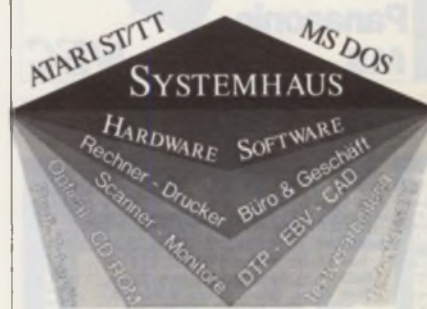 ATARI ST/TT
MS DOS
SYSTEMHAUS
HARDWARE SOFTWARE
Rechner - Drucker
Büro & Geschäft
Scanner - Monitore
DTP - EBV - CAD
CD ROM